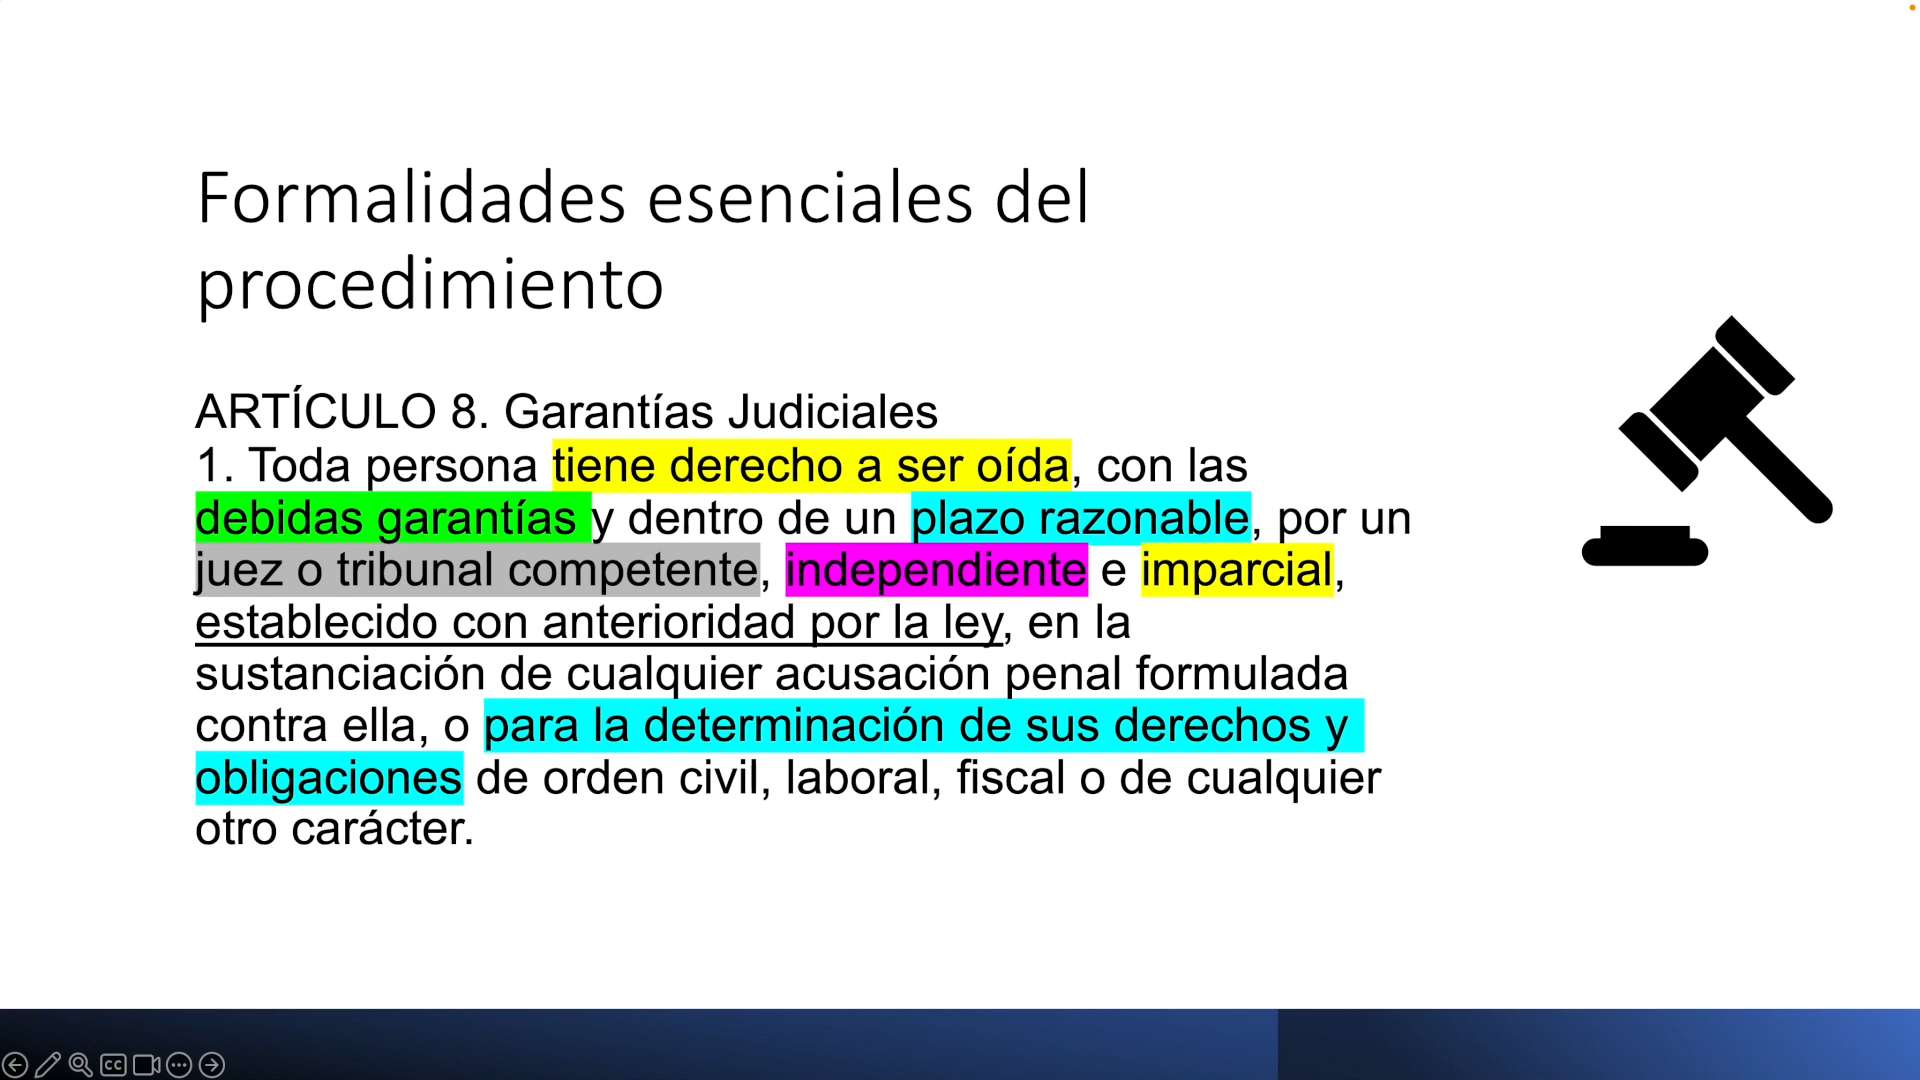 Formalidades esenciales del
procedimiento
ARTÍCULO 8. Garantías Judiciales
1. Toda persona tiene derecho a ser oída, con las
debidas garantías y dentro de un plazo razonable, por un
juez o tribunal competente, independiente e imparcial,
establecido con anterioridad por la ley, en la
sustanciación de cualquier acusación penal formulada
contra ella, o para la determinación de sus derechos y
obligaciones de orden civil, laboral, fiscal o de cualquier
otro carácter.
CC